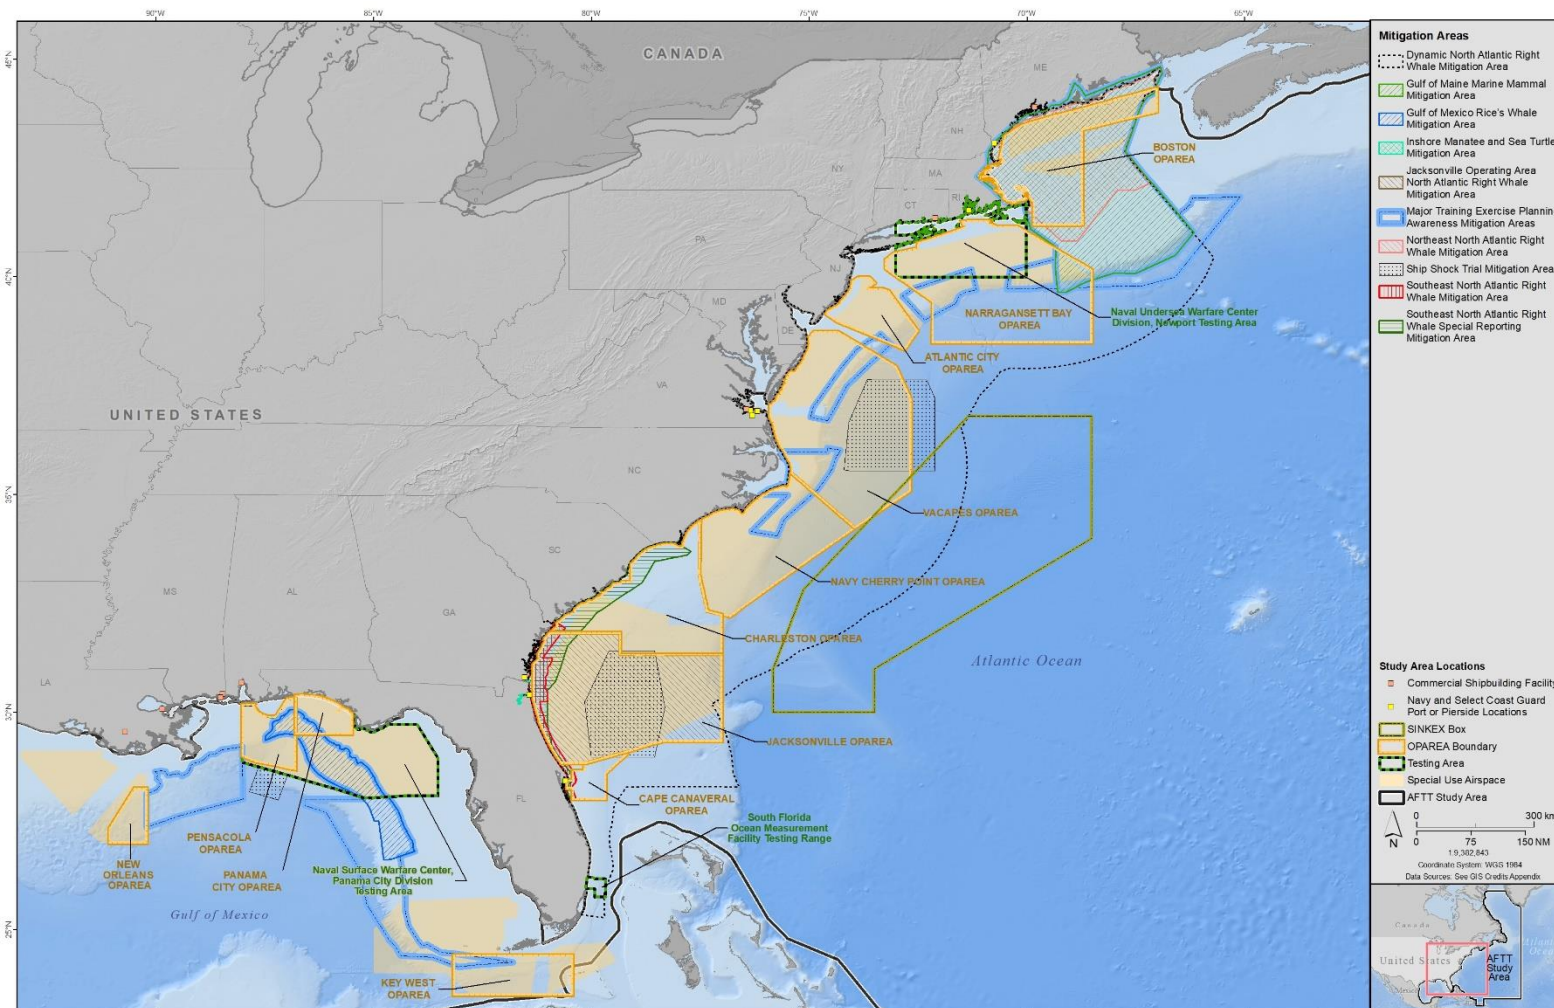 90°W
85°W
80°W
75°W
70°W
65°W
45°N
40°N
35°N
30°N
25°N
CANADA
UNITED STATES
Atlantic Ocean
Gulf of Mexico
ME
NH
NY
MA
CT
RI
PA
NJ
MD
DE
VA
NC
SC
GA
AL
MS
LA
FL
BOSTON
OPAREA
NARRAGANSETT BAY
OPAREA
Naval Undersea Warfare Center
Division, Newport Testing Area
ATLANTIC CITY
OPAREA
VACAPES OPAREA
NAVY CHERRY POINT OPAREA
CHARLESTON OPAREA
JACKSONVILLE OPAREA
CAPE CANAVERAL
OPAREA
South Florida
Ocean Measurement
Facility Testing Range
PENSACOLA
OPAREA
NEW
ORLEANS
OPAREA
PANAMA
CITY OPAREA
Naval Surface Warfare Center,
Panama City Division
Testing Area
KEY WEST
OPAREA
Mitigation Areas
Dynamic North Atlantic Right
Whale Mitigation Area
Gulf of Maine Marine Mammal
Mitigation Area
Gulf of Mexico Rice's Whale
Mitigation Area
Inshore Manatee and Sea Turtle
Mitigation Area
Jacksonville Operating Area
North Atlantic Right Whale
Mitigation Area
Major Training Exercise Plannin
Awareness Mitigation Areas
Northeast North Atlantic Right
Whale Mitigation Area
Ship Shock Trial Mitigation Area
Southeast North Atlantic Right
Whale Mitigation Area
Southeast North Atlantic Right
Whale Special Reporting
Mitigation Area
Study Area Locations
Commercial Shipbuilding Facility
Navy and Select Coast Guard
Port or Pierside Locations
SINKEX Box
OPAREA Boundary
Testing Area
Special Use Airspace
AFTT Study Area
N
0 300 km
0 75 150 NM
1:9,302,843
Coordinate System: WGS 1984
Data Sources: See GIS Credits Appendix
Canada
United States
Mexico
AFTT
Study
Area